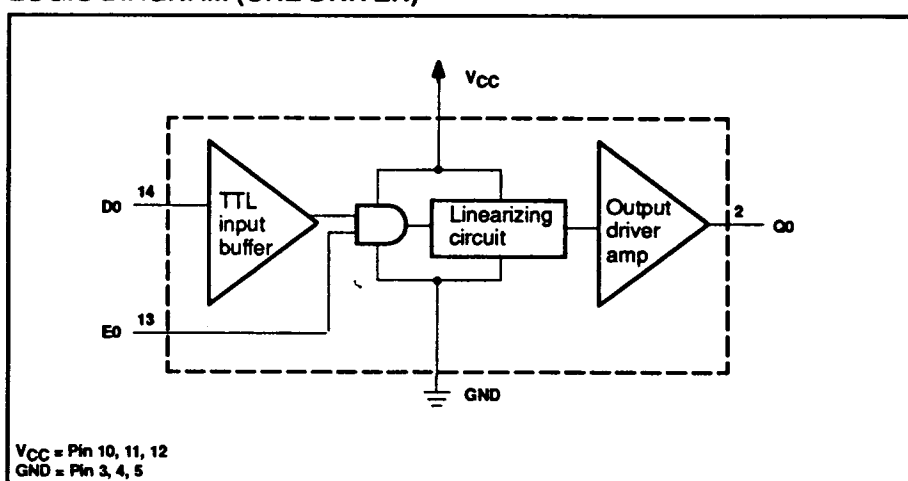 VCC
14
D0
TTL
input
buffer
Linearizing
circuit
Output
driver
amp
2
Q0
13
E0
GND
VCC = Pin 10, 11, 12
GND = Pin 3, 4, 5